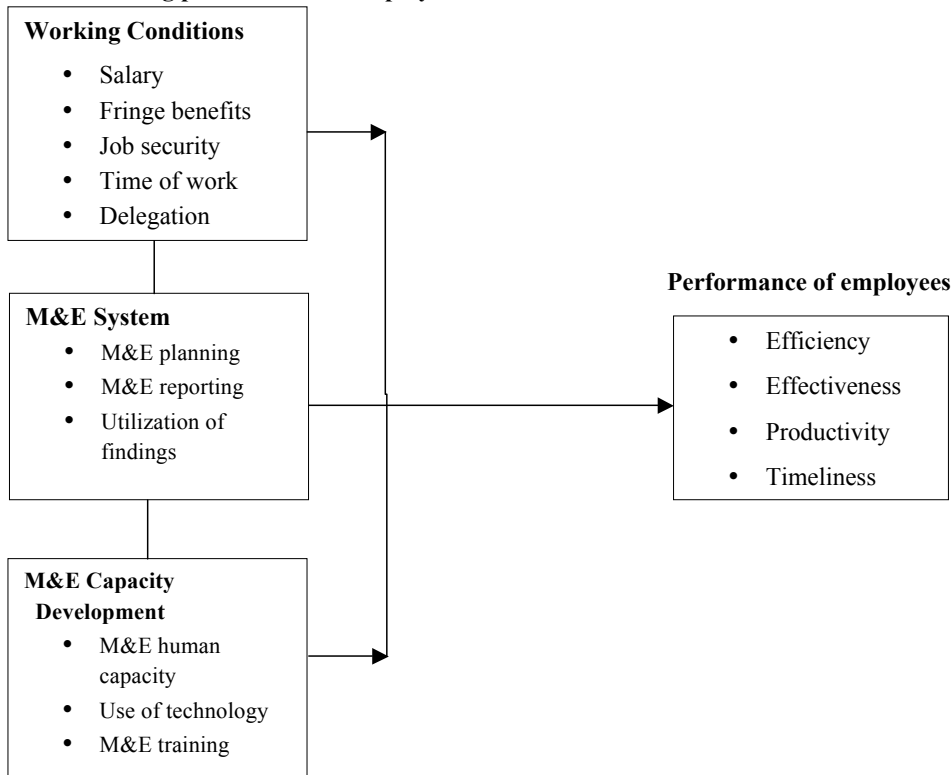 Working Conditions
• Salary
• Fringe benefits
• Job security
• Time of work
• Delegation
M&E System
• M&E planning
• M&E reporting
• Utilization of
findings
M&E Capacity
Development
• M&E human
capacity
• Use of technology
• M&E training
Performance of employees
• Efficiency
• Effectiveness
• Productivity
• Timeliness